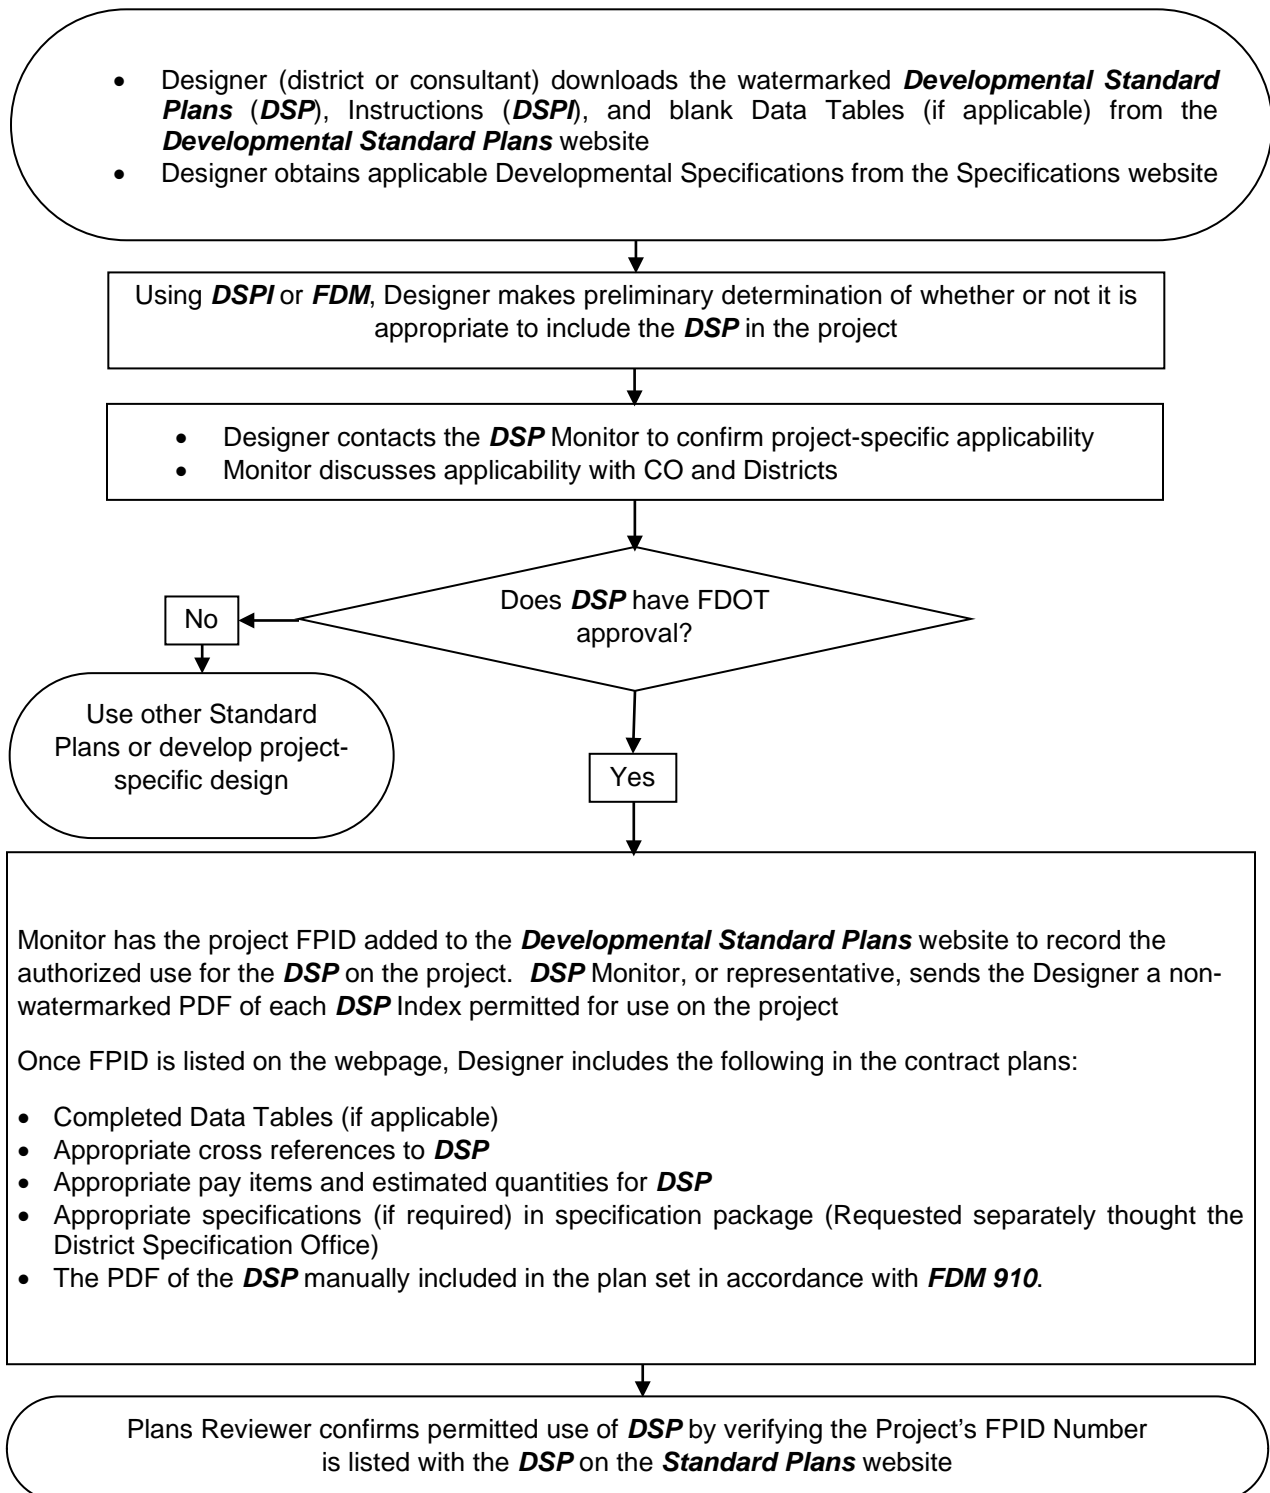 • Designer (district or consultant) downloads the watermarked Developmental Standard
Plans (DSP), Instructions (DSPI), and blank Data Tables (if applicable) from the
Developmental Standard Plans website
• Designer obtains applicable Developmental Specifications from the Specifications website
Using DSPI or FDM, Designer makes preliminary determination of whether or not it is
appropriate to include the DSP in the project
• Designer contacts the DSP Monitor to confirm project-specific applicability
• Monitor discusses applicability with CO and Districts
Does DSP have FDOT
approval?
No
Use other Standard
Plans or develop project-
specific design
Yes
Monitor has the project FPID added to the Developmental Standard Plans website to record the
authorized use for the DSP on the project. DSP Monitor, or representative, sends the Designer a non-
watermarked PDF of each DSP Index permitted for use on the project
Once FPID is listed on the webpage, Designer includes the following in the contract plans:
• Completed Data Tables (if applicable)
• Appropriate cross references to DSP
• Appropriate pay items and estimated quantities for DSP
• Appropriate specifications (if required) in specification package (Requested separately thought the
District Specification Office)
• The PDF of the DSP manually included in the plan set in accordance with FDM 910.
Plans Reviewer confirms permitted use of DSP by verifying the Project's FPID Number
is listed with the DSP on the Standard Plans website